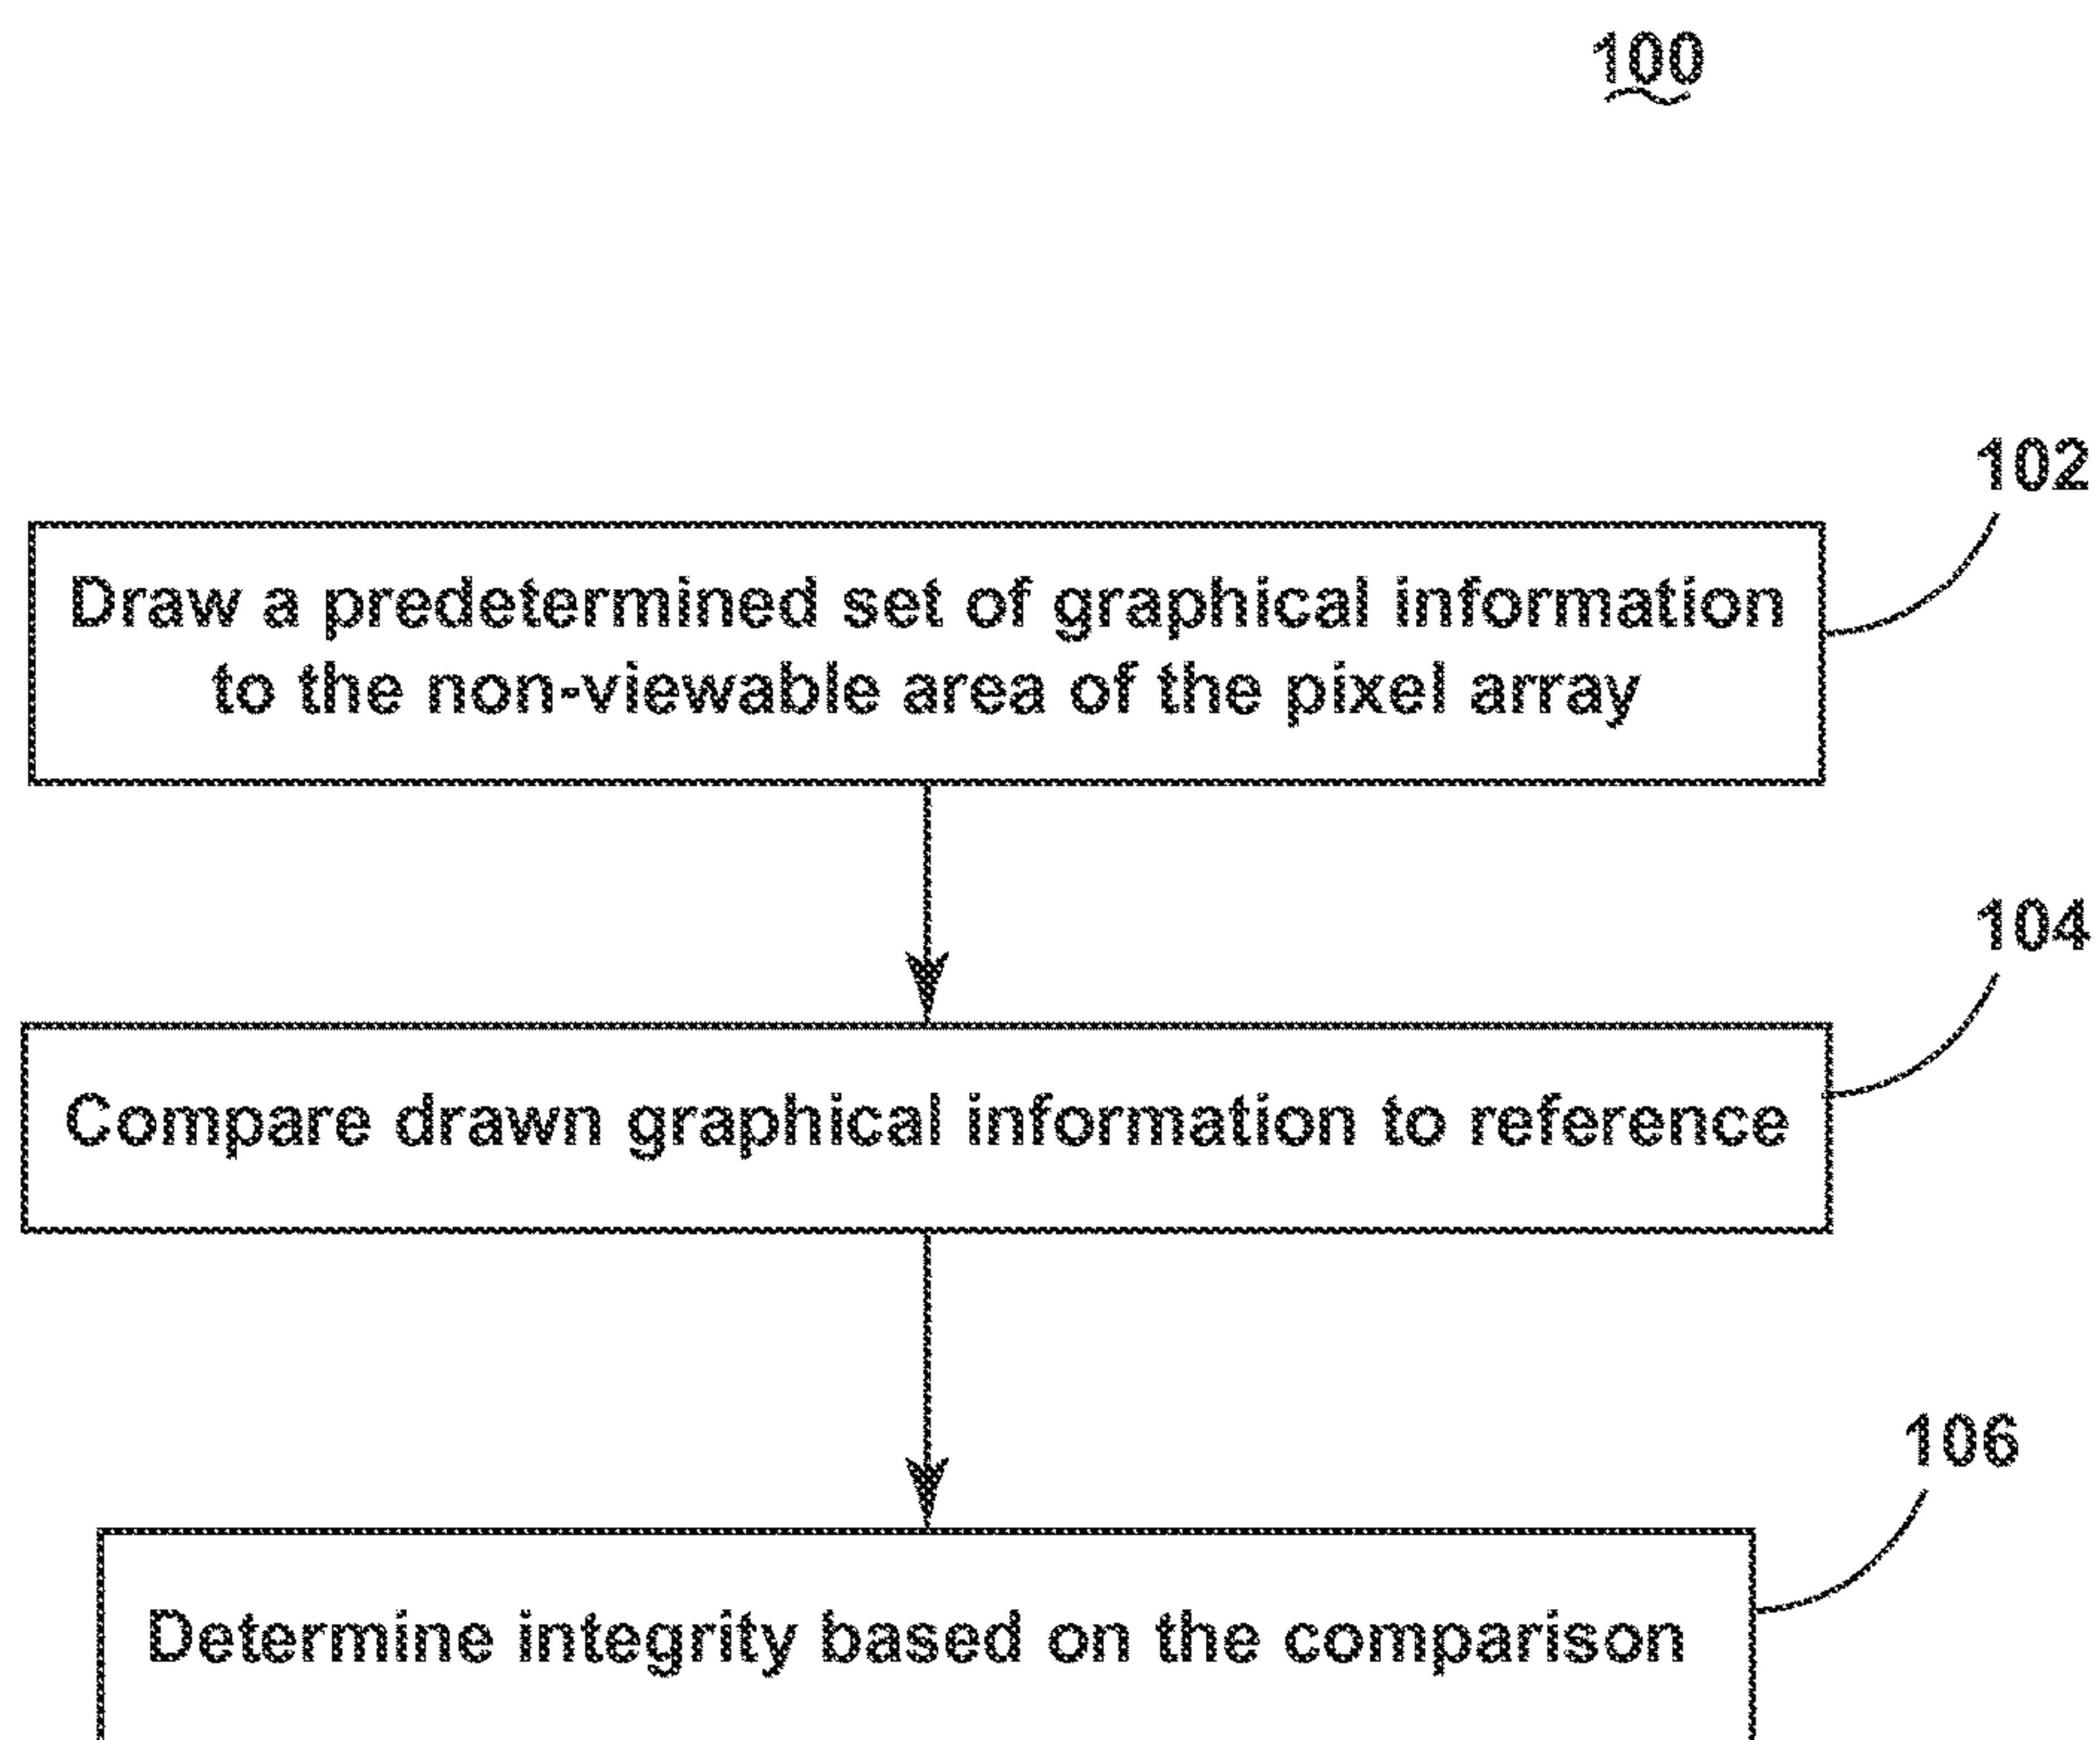 100
102
Draw a predetermined set of graphical information
to the non-viewable area of the pixel array
104
Compare drawn graphical information to reference
106
Determine integrity based on the comparison